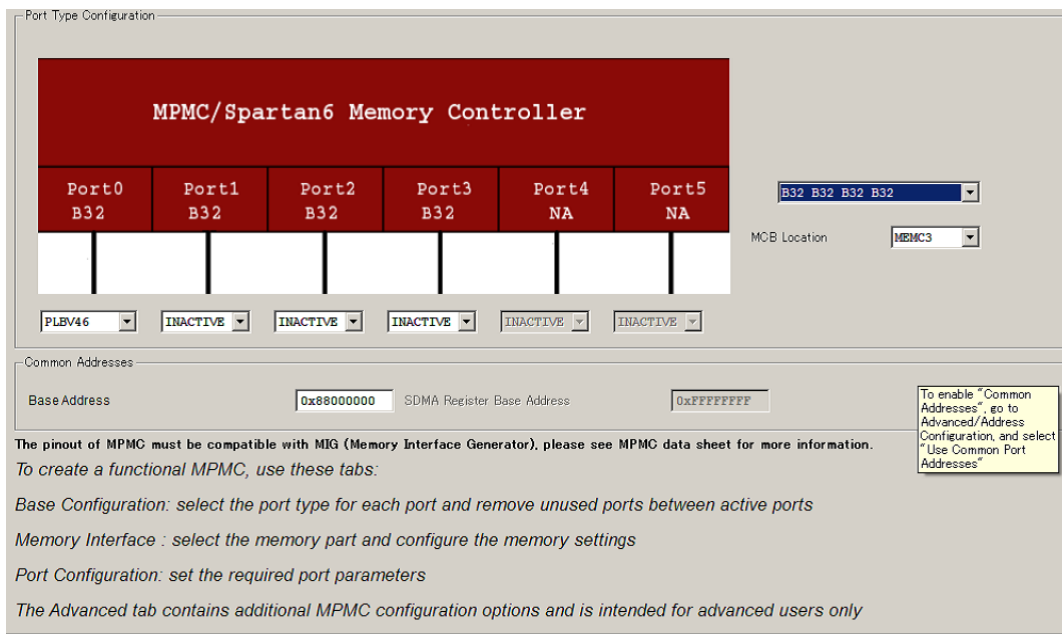 Port Type Configuration
MPMC/Spartan6 Memory Controller
Port0 Port1 Port2 Port3 Port4 Port5
B32 B32 B32 B32 NA NA
B32 B32 B32 B32
MCB Location MEMC3
PLBV46 INACTIVE INACTIVE INACTIVE INACTIVE INACTIVE
Common Addresses
Base Address 0x88000000 SDMA Register Base Address 0xFFFFFFFF
To enable "Common
Addresses", go to
Advanced/Address
Configuration, and select
"Use Common Port
Addresses"
The pinout of MPMC must be compatible with MIG (Memory Interface Generator), please see MPMC data sheet for more information.
To create a functional MPMC, use these tabs:
Base Configuration: select the port type for each port and remove unused ports between active ports
Memory Interface : select the memory part and configure the memory settings
Port Configuration: set the required port parameters
The Advanced tab contains additional MPMC configuration options and is intended for advanced users only